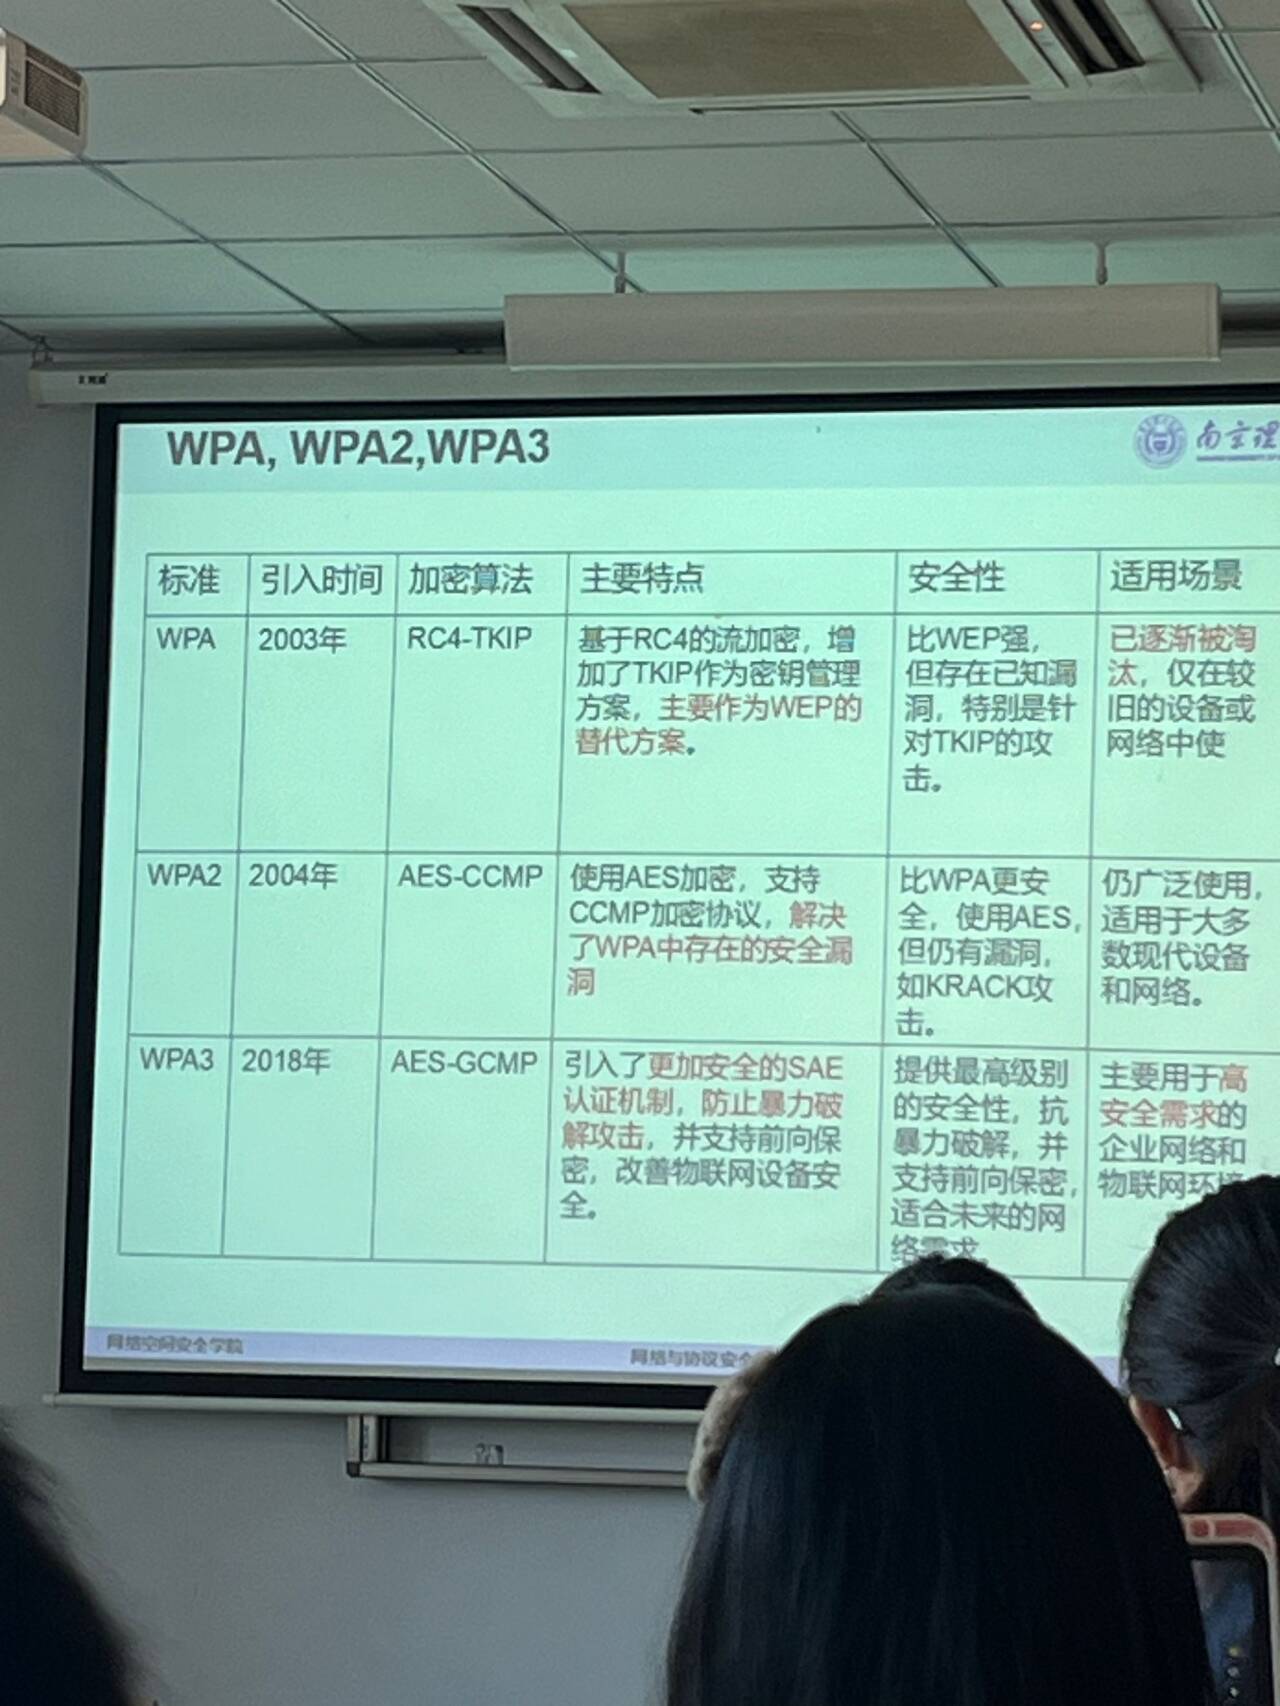 WPA, WPA2,WPA3
南京理
标准
引入时间
加密算法
主要特点
安全性
适用场景
WPA
2003年
RC4-TKIP
基于RC4的流加密，增
加了TKIP作为密钥管理
方案，主要作为WEP的
替代方案。
比WEP强，
但存在已知漏
洞，特别是针
对TKIP的攻
击。
已逐渐被淘
汰，仅在较
旧的设备或
网络中使
WPA2
2004年
AES-CCMP
使用AES加密，支持
CCMP加密协议，解决
了WPA中存在的安全漏
洞
比WPA更安
全，使用AES，
但仍有漏洞，
如KRACK攻
击。
仍广泛使用，
适用于大多
数现代设备
和网络。
WPA3
2018年
AES-GCMP
引入了更加安全的SAE
认证机制，防止暴力破
解攻击，并支持前向保
密，改善物联网设备安
全。
提供最高级别
的安全性，抗
暴力破解，并
支持前向保密，
适合未来的网
络需求。
主要用于高
安全需求的
企业网络和
物联网环境
网络空间安全学院
网络与协议安全